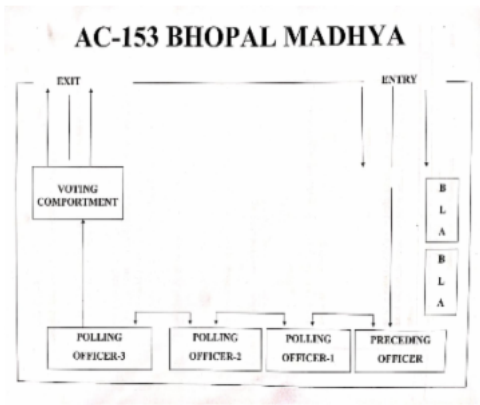 AC-153 BHOPAL MADHYA
EXIT
ENTRY
VOTING
COMPORTMENT
B
L
A
B
L
A
POLLING
OFFICER-3
POLLING
OFFICER-2
POLLING
OFFICER-1
PRECEDING
OFFICER